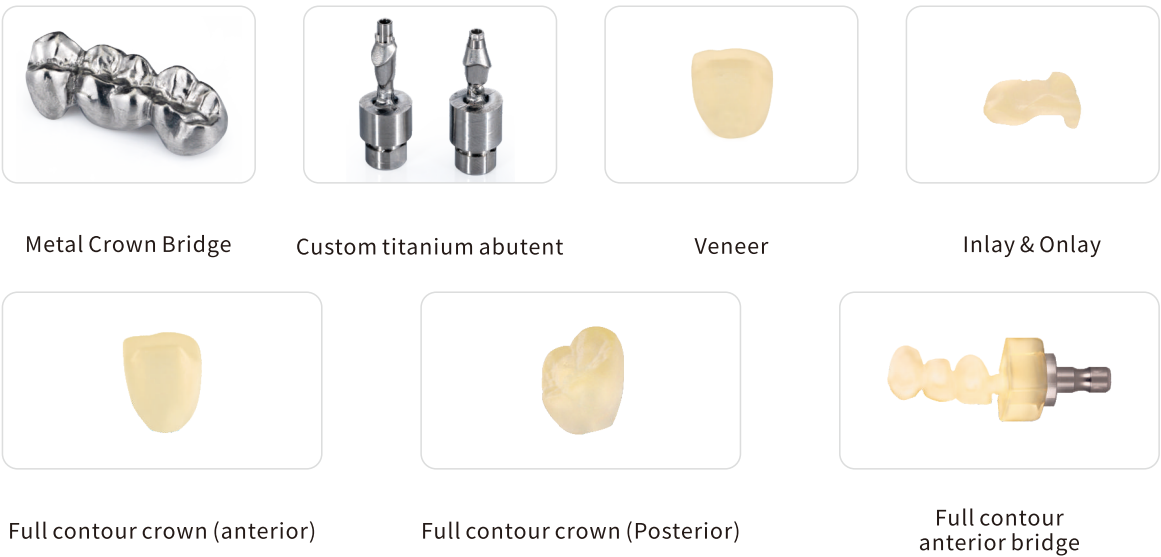 Metal Crown Bridge
Custom titanium abutent
Veneer
Inlay & Onlay
Full contour crown (anterior)
Full contour crown (Posterior)
Full contour
anterior bridge